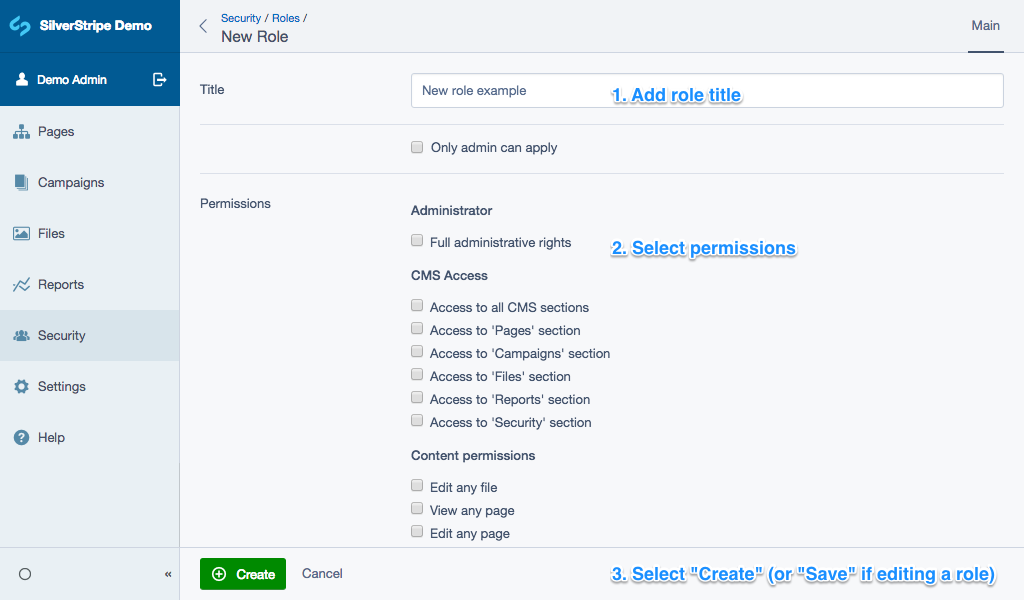 SilverStripe Demo
Demo Admin
Pages
Campaigns
Files
Reports
Security
Settings
Help
«
Security / Roles /
New Role
Main
Title
New role example
1. Add role title
Only admin can apply
Permissions
Administrator
Full administrative rights
2. Select permissions
CMS Access
Access to all CMS sections
Access to 'Pages' section
Access to 'Campaigns' section
Access to 'Files' section
Access to 'Reports' section
Access to 'Security' section
Content permissions
Edit any file
View any page
Edit any page
Create
Cancel
3. Select "Create" (or "Save" if editing a role)